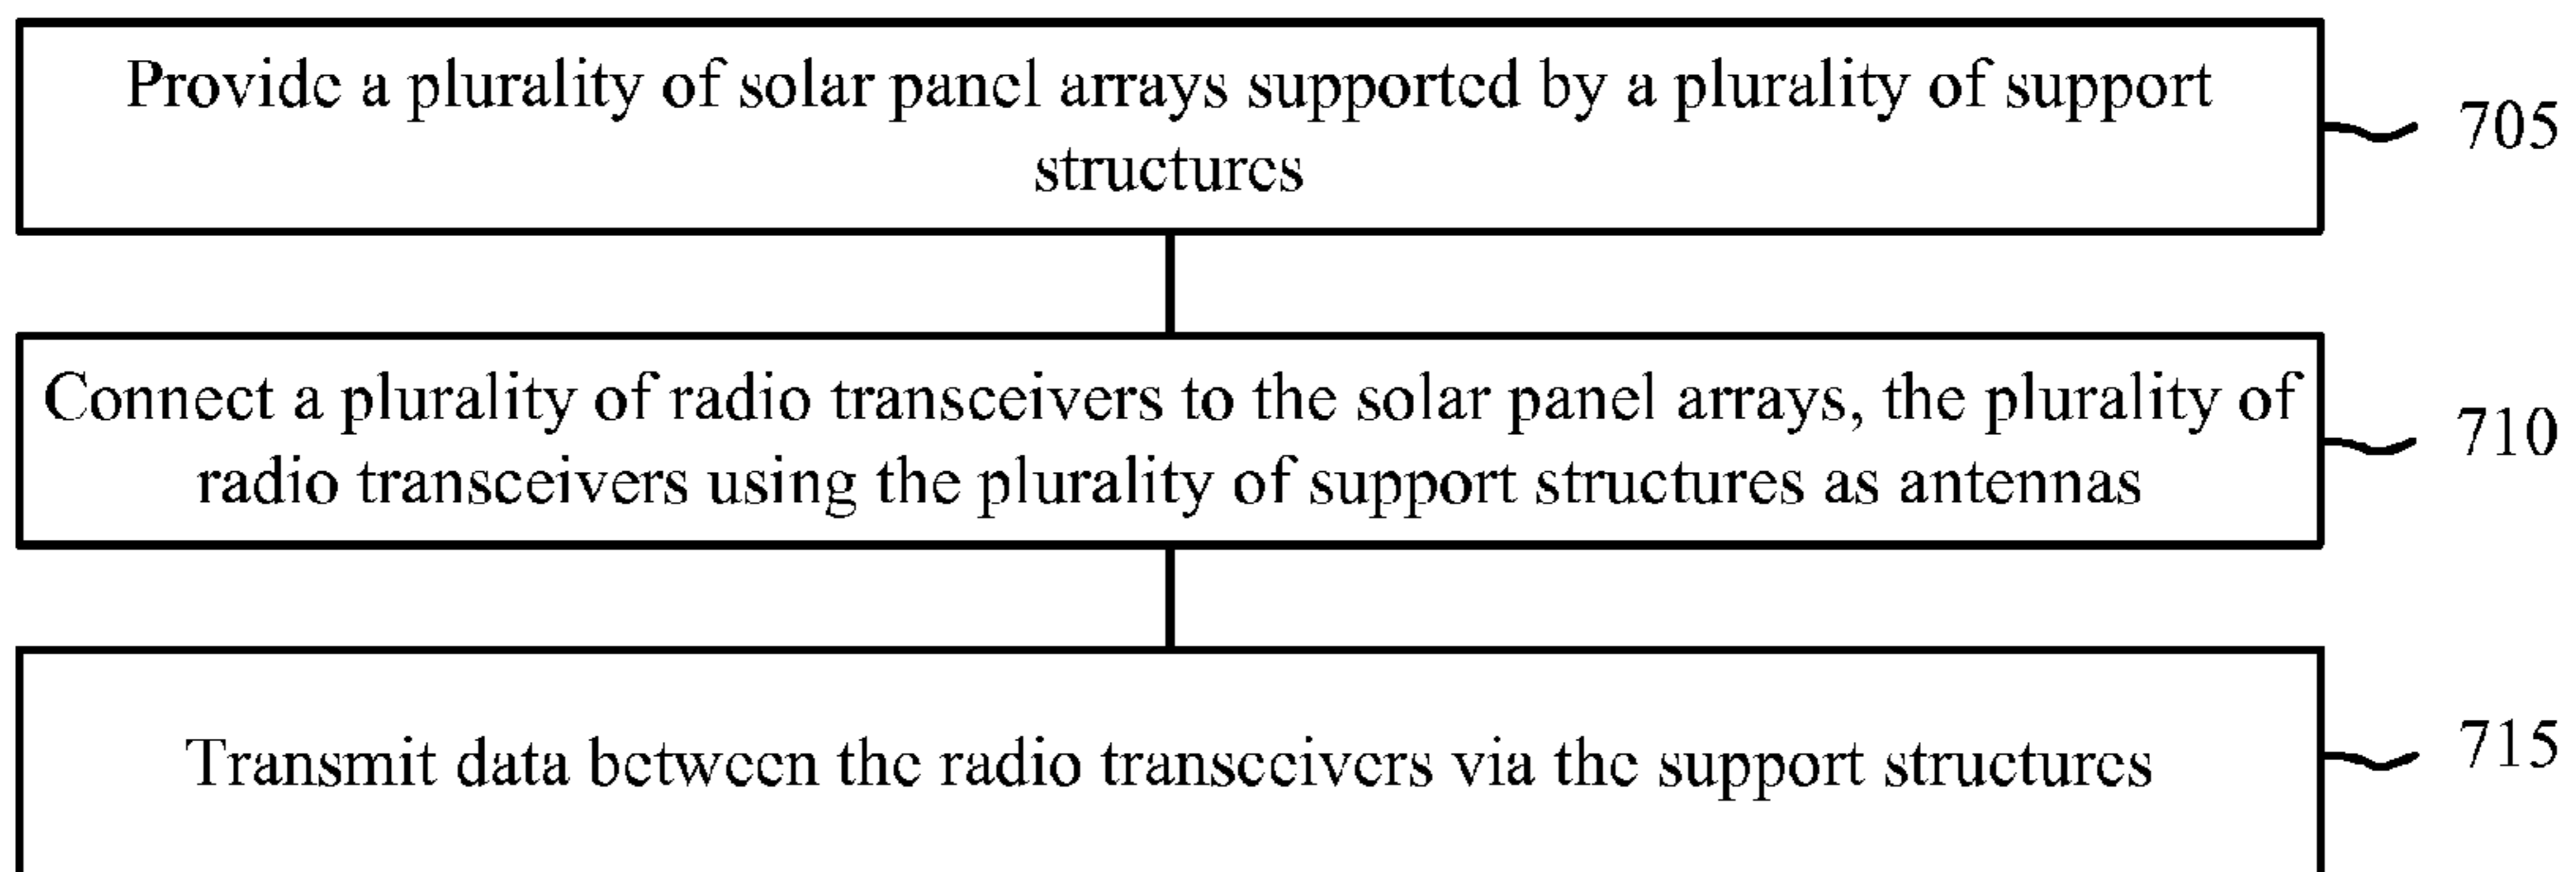 Provide a plurality of solar panel arrays supported by a plurality of support
structures
705
Connect a plurality of radio transceivers to the solar panel arrays, the plurality of
radio transceivers using the plurality of support structures as antennas
710
Transmit data between the radio transceivers via the support structures
715